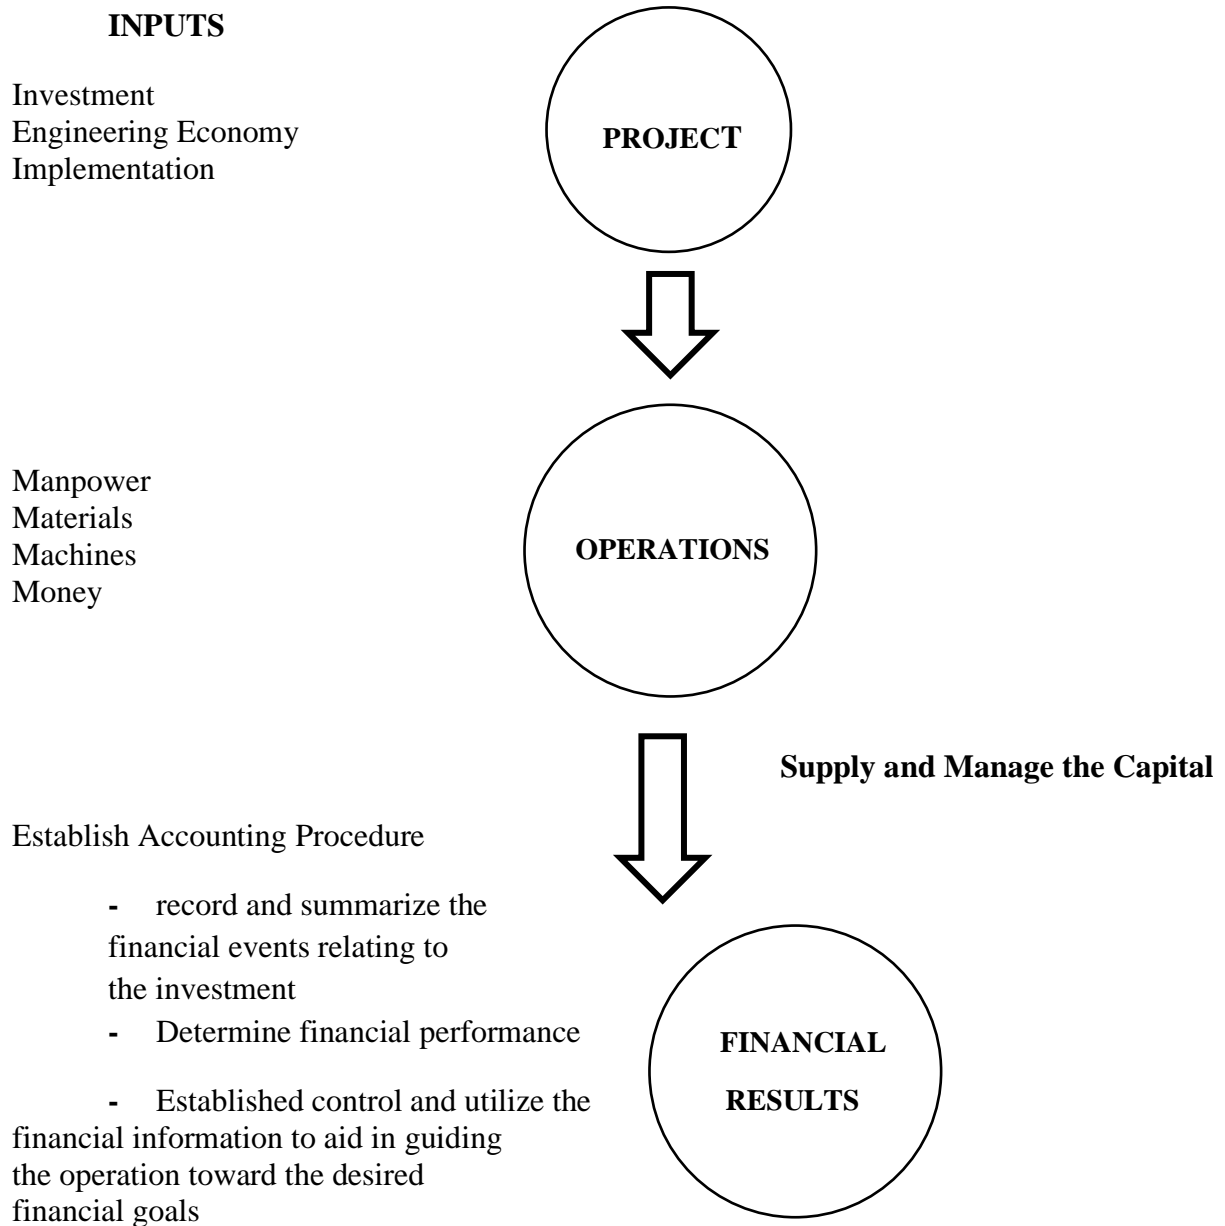 INPUTS
Investment
Engineering Economy
Implementation
PROJECT
Manpower
Materials
Machines
Money
OPERATIONS
Supply and Manage the Capital
Establish Accounting Procedure
- record and summarize the
financial events relating to
the investment
- Determine financial performance
- Established control and utilize the
financial information to aid in guiding
the operation toward the desired
financial goals
FINANCIAL
RESULTS